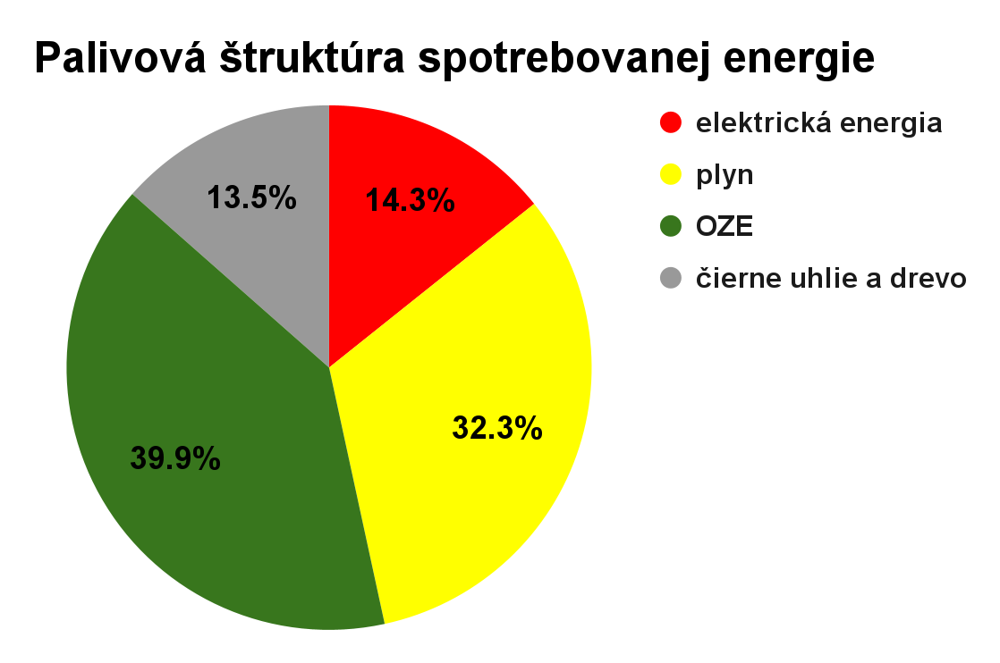 Palivová štruktúra spotrebovanej energie
elektrická energia
plyn
OZE
čierne uhlie a drevo
13.5%
14.3%
32.3%
39.9%